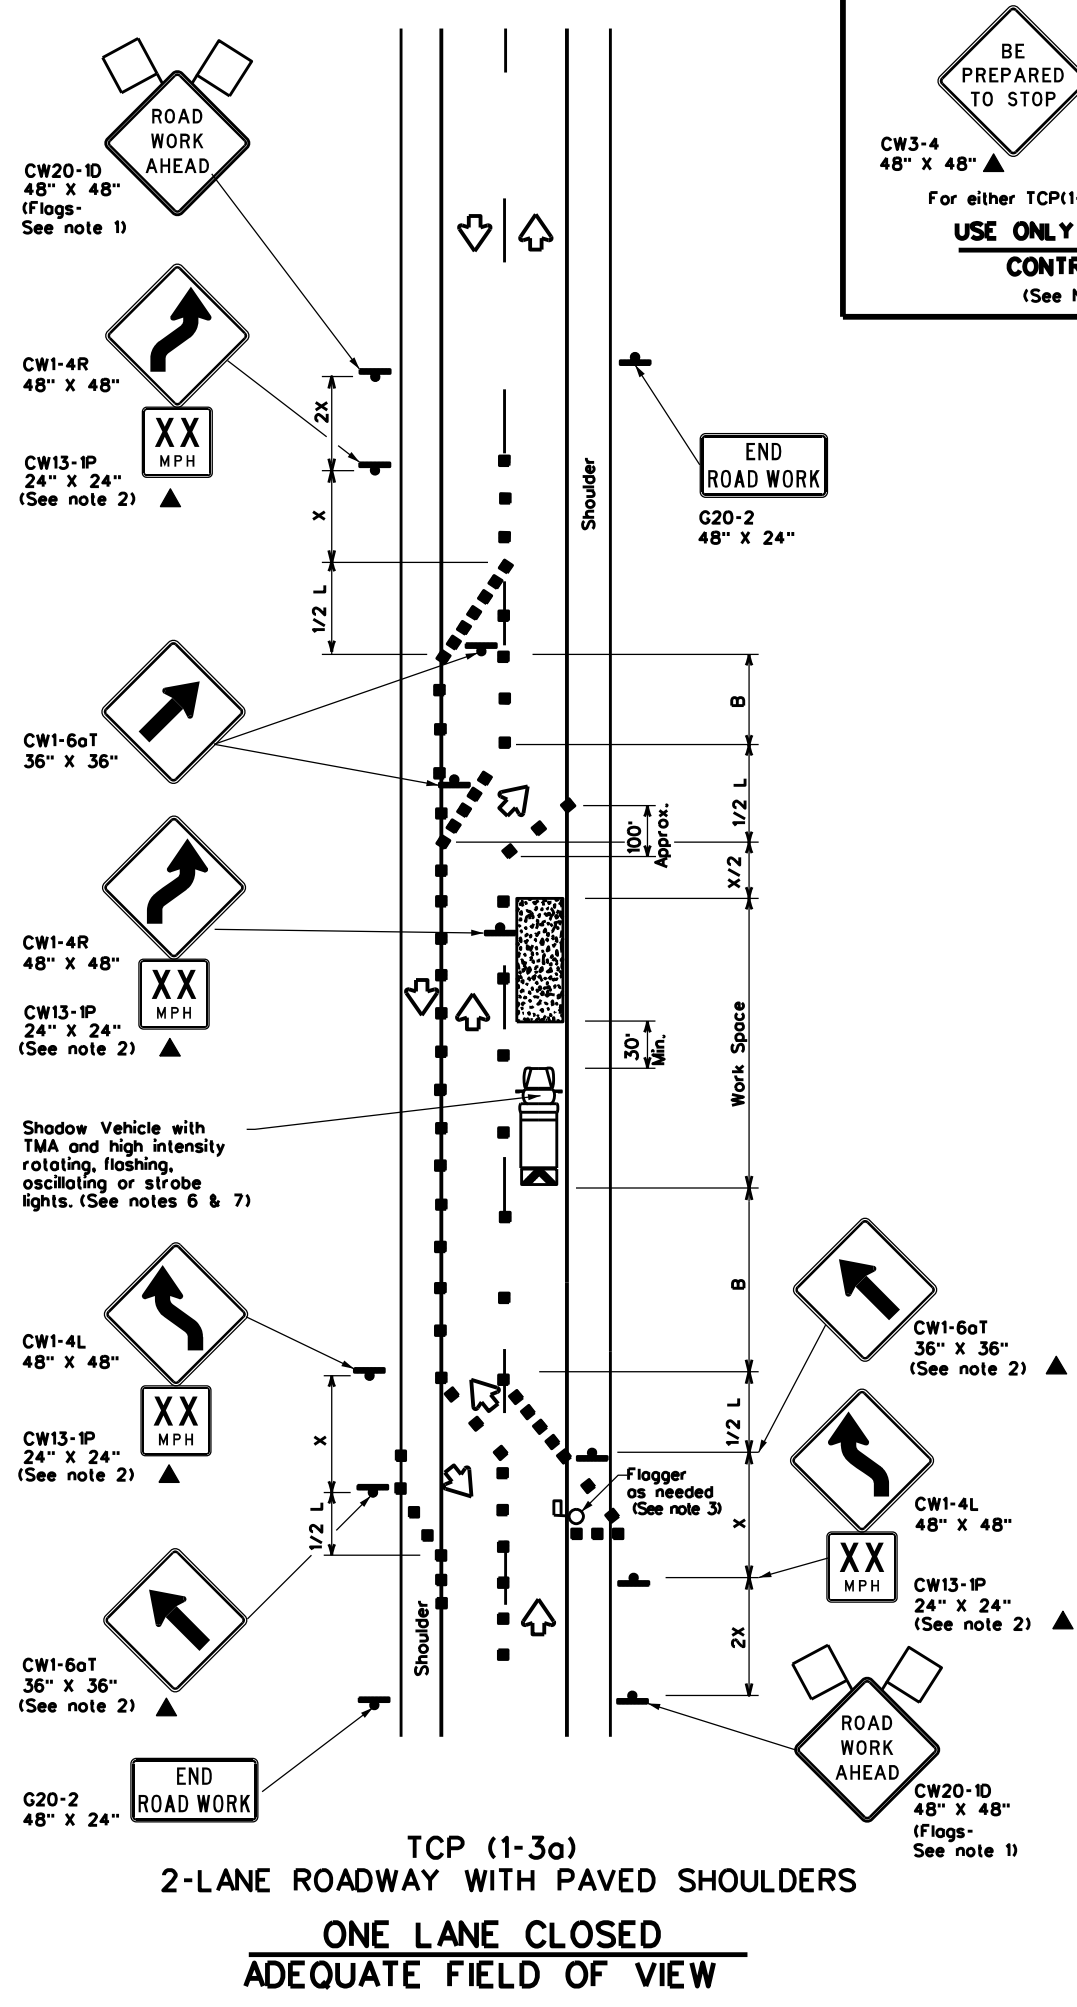 BE
PREPARED
TO STOP
CW3-4
48" X 48"
For either TCP(1-
USE ONLY
CONTR
(See N
ROAD
WORK
AHEAD
CW20-1D
48" X 48"
(Flags-
See note 1)
CW1-4R
48" X 48"
XX
MPH
CW13-1P
24" X 24"
(See note 2)
2X
X
1/2 L
Shoulder
END
ROAD WORK
G20-2
48" X 24"
CW1-6aT
36" X 36"
B
1/2 L
100'
Approx.
X/2
CW1-4R
48" X 48"
XX
MPH
CW13-1P
24" X 24"
(See note 2)
30'
Min.
Work Space
Shadow Vehicle with
TMA and high intensity
rotating, flashing,
oscillating or strobe
lights. (See notes 6 & 7)
B
CW1-4L
48" X 48"
XX
MPH
CW13-1P
24" X 24"
(See note 2)
X
1/2 L
CW1-6aT
36" X 36"
(See note 2)
1/2 L
Flagger
as needed
(See note 3)
X
CW1-4L
48" X 48"
XX
MPH
CW13-1P
24" X 24"
(See note 2)
2X
Shoulder
CW1-6aT
36" X 36"
(See note 2)
END
ROAD WORK
G20-2
48" X 24"
ROAD
WORK
AHEAD
CW20-1D
48" X 48"
(Flags-
See note 1)
TCP (1-3a)
2-LANE ROADWAY WITH PAVED SHOULDERS
ONE LANE CLOSED
ADEQUATE FIELD OF VIEW